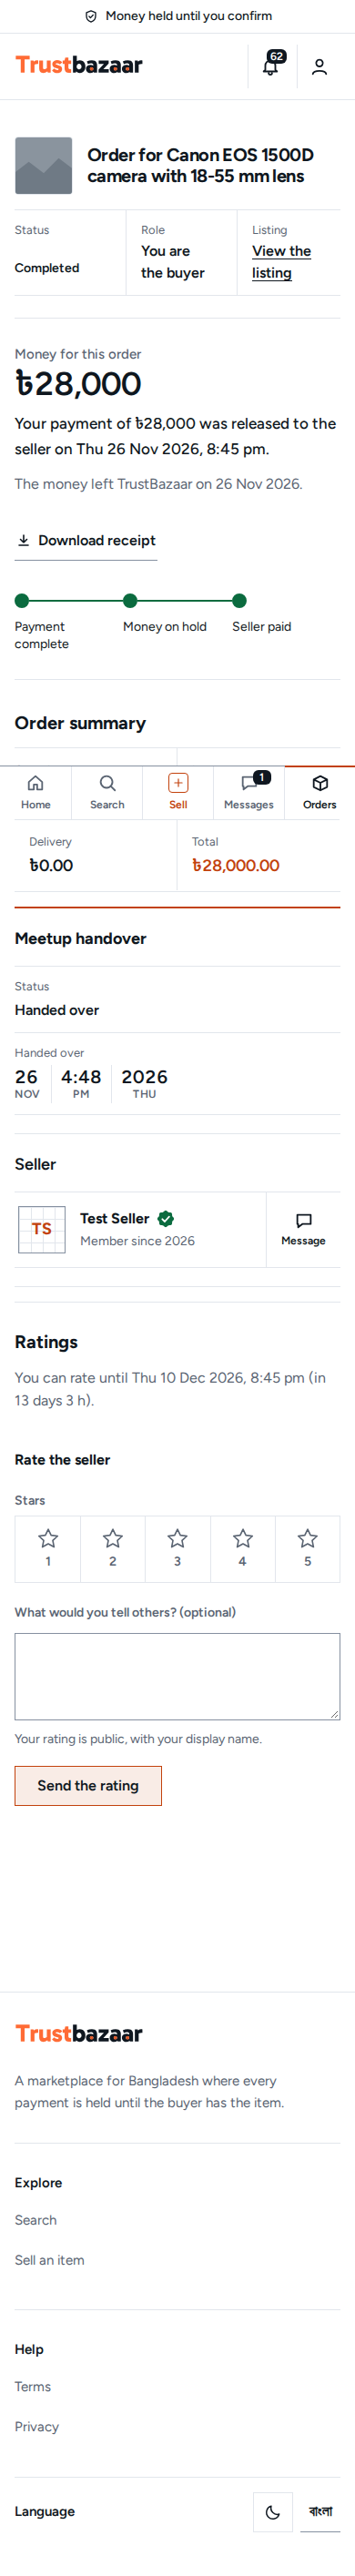 Money held until you confirm
Trustbazaar
62
Order for Canon EOS 1500D
camera with 18-55 mm lens
Status
Role
Listing
Completed
You are
the buyer
View the
listing
Money for this order
৳28,000
Your payment of ৳28,000 was released to the
seller on Thu 26 Nov 2026, 8:45 pm.
The money left TrustBazaar on 26 Nov 2026.
Download receipt
Payment
complete
Money on hold
Seller paid
Order summary
1
Home
Search
Sell
Messages
Orders
Delivery
Total
৳0.00
৳28,000.00
Meetup handover
Status
Handed over
Handed over
26
4:48
2026
NOV
PM
THU
Seller
TS
Test Seller
Member since 2026
Message
Ratings
You can rate until Thu 10 Dec 2026, 8:45 pm (in
13 days 3 h).
Rate the seller
Stars
1
2
3
4
5
What would you tell others? (optional)
Your rating is public, with your display name.
Send the rating
Trustbazaar
A marketplace for Bangladesh where every
payment is held until the buyer has the item.
Explore
Search
Sell an item
Help
Terms
Privacy
Language
বাংলা